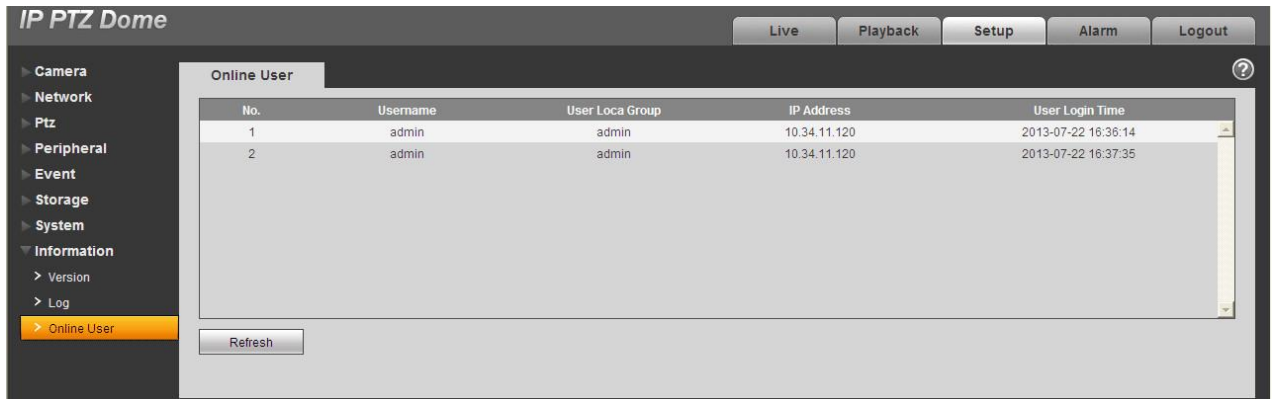 IP PTZ Dome
Live Playback Setup Alarm Logout
Camera
Network
Ptz
Peripheral
Event
Storage
System
Information
Version
Log
Online User
Online User
?
No. Username User Loca Group IP Address User Login Time
1 admin admin 10.34.11.120 2013-07-22 16:36:14
2 admin admin 10.34.11.120 2013-07-22 16:37:35
Refresh